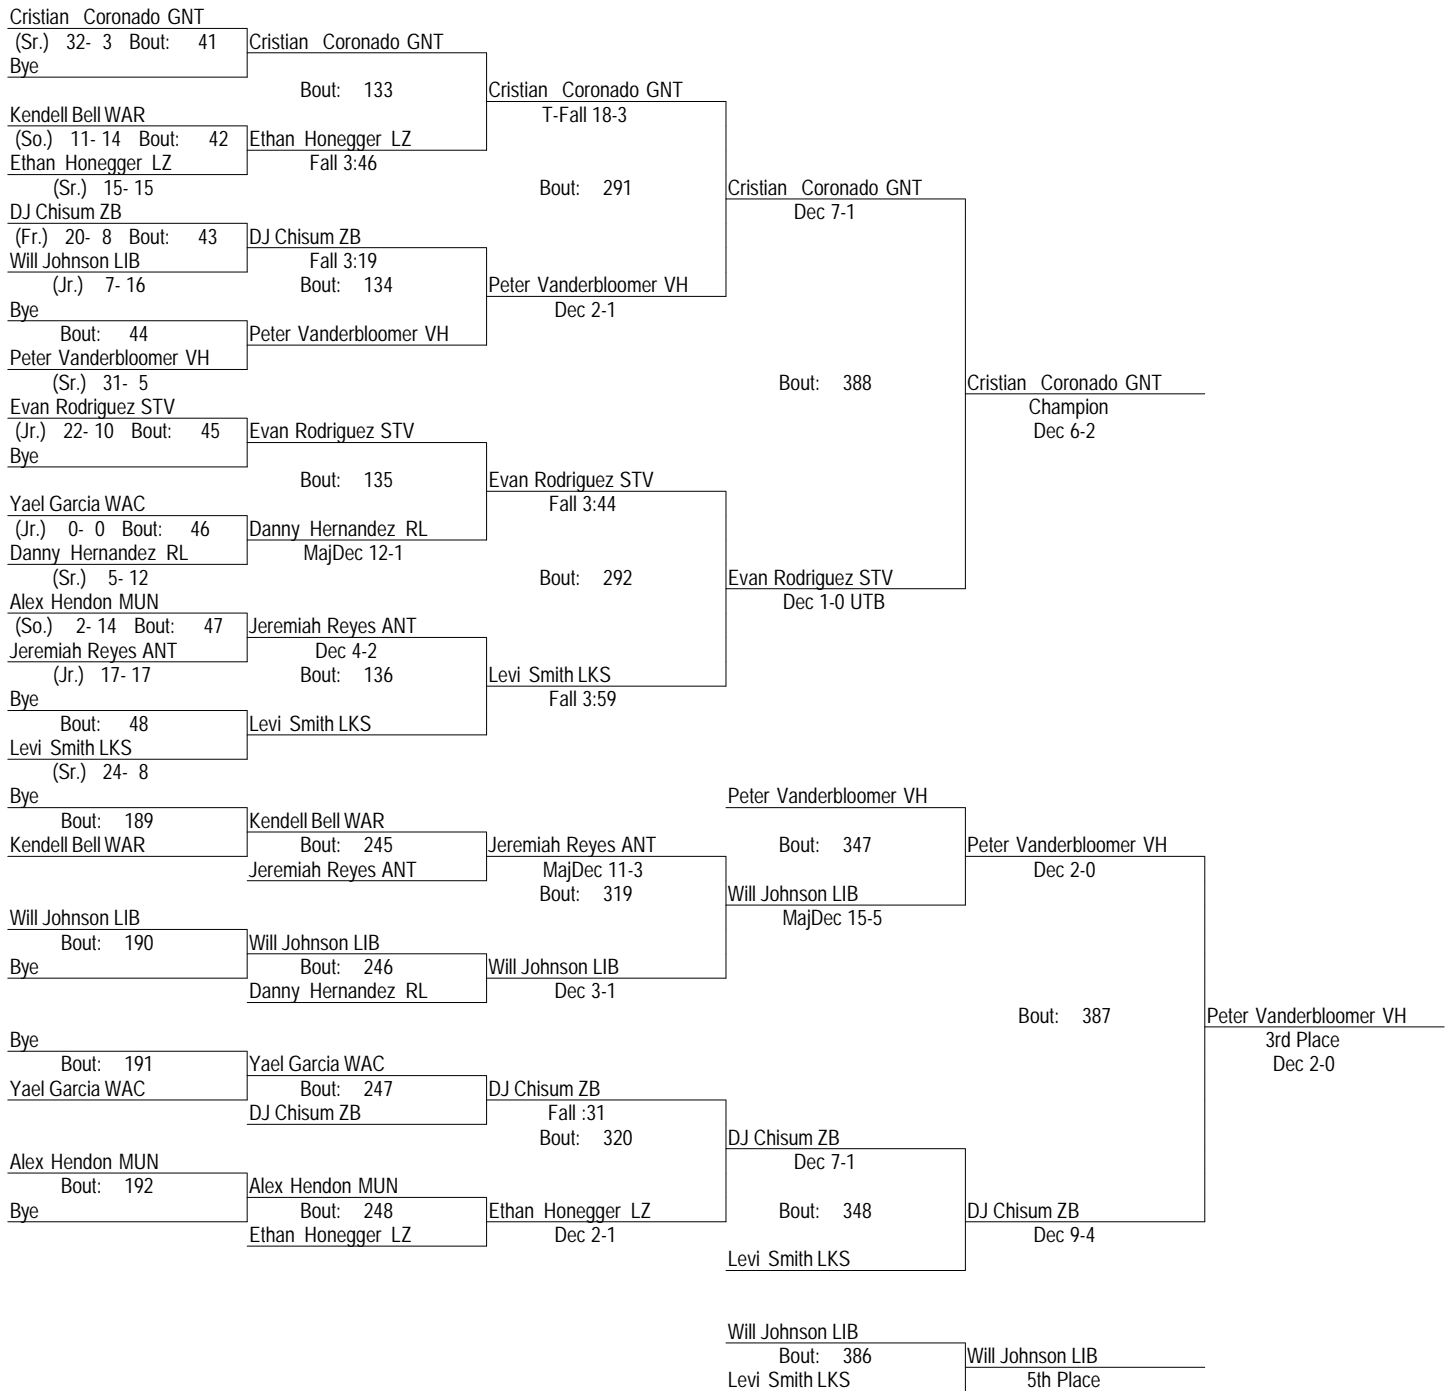 Cristian Coronado GNT
(Sr.) 32- 3 Bout: 41
Cristian Coronado GNT
Bye
Bout: 133
Cristian Coronado GNT
Kendell Bell WAR
T-Fall 18-3
(So.) 11- 14 Bout: 42
Ethan Honegger LZ
Ethan Honegger LZ
Fall 3:46
(Sr.) 15- 15
Bout: 291
Cristian Coronado GNT
DJ Chisum ZB
Dec 7-1
(Fr.) 20- 8 Bout: 43
DJ Chisum ZB
Will Johnson LIB
Fall 3:19
(Jr.) 7- 16
Bout: 134
Peter Vanderbloomer VH
Bye
Dec 2-1
Bout: 44
Peter Vanderbloomer VH
Peter Vanderbloomer VH
(Sr.) 31- 5
Bout: 388
Cristian Coronado GNT
Evan Rodriguez STV
Champion
(Jr.) 22- 10 Bout: 45
Evan Rodriguez STV
Dec 6-2
Bye
Bout: 135
Evan Rodriguez STV
Yael Garcia WAC
Fall 3:44
(Jr.) 0- 0 Bout: 46
Danny Hernandez RL
Danny Hernandez RL
MajDec 12-1
(Sr.) 5- 12
Bout: 292
Evan Rodriguez STV
Alex Hendon MUN
Dec 1-0 UTB
(So.) 2- 14 Bout: 47
Jeremiah Reyes ANT
Jeremiah Reyes ANT
Dec 4-2
(Jr.) 17- 17
Bout: 136
Levi Smith LKS
Bye
Fall 3:59
Bout: 48
Levi Smith LKS
Levi Smith LKS
(Sr.) 24- 8
Bye
Peter Vanderbloomer VH
Bout: 189
Kendell Bell WAR
Kendell Bell WAR
Bout: 245
Jeremiah Reyes ANT
Bout: 347
Peter Vanderbloomer VH
Jeremiah Reyes ANT
MajDec 11-3
Dec 2-0
Bout: 319
Will Johnson LIB
Will Johnson LIB
MajDec 15-5
Bout: 190
Will Johnson LIB
Bye
Bout: 246
Will Johnson LIB
Danny Hernandez RL
Dec 3-1
Bout: 387
Peter Vanderbloomer VH
Bye
3rd Place
Bout: 191
Yael Garcia WAC
Dec 2-0
Yael Garcia WAC
Bout: 247
DJ Chisum ZB
DJ Chisum ZB
Fall :31
Bout: 320
DJ Chisum ZB
Alex Hendon MUN
Dec 7-1
Bout: 192
Alex Hendon MUN
Bye
Bout: 248
Ethan Honegger LZ
Bout: 348
DJ Chisum ZB
Ethan Honegger LZ
Dec 2-1
Dec 9-4
Levi Smith LKS
Will Johnson LIB
Bout: 386
Will Johnson LIB
Levi Smith LKS
5th Place